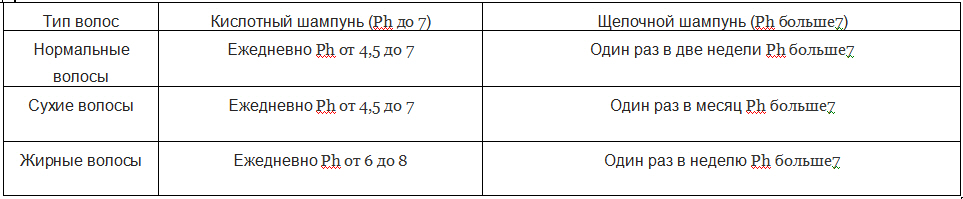 Тип волос Кислотный шампунь (Ph до 7) Щелочной шампунь (Ph больше7)
Нормальные волосы Ежедневно Ph от 4,5 до 7 Один раз в две недели Ph больше7
Сухие волосы Ежедневно Ph от 4,5 до 7 Один раз в месяц Ph больше7
Жирные волосы Ежедневно Ph от 6 до 8 Один раз в неделю Ph больше7